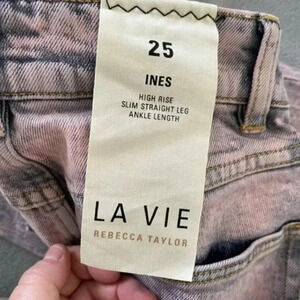 25
INES
HIGH RISE
SLIM STRAIGHT LEG
ANKLE LENGTH
LA VIE
REBECCA TAYLOR